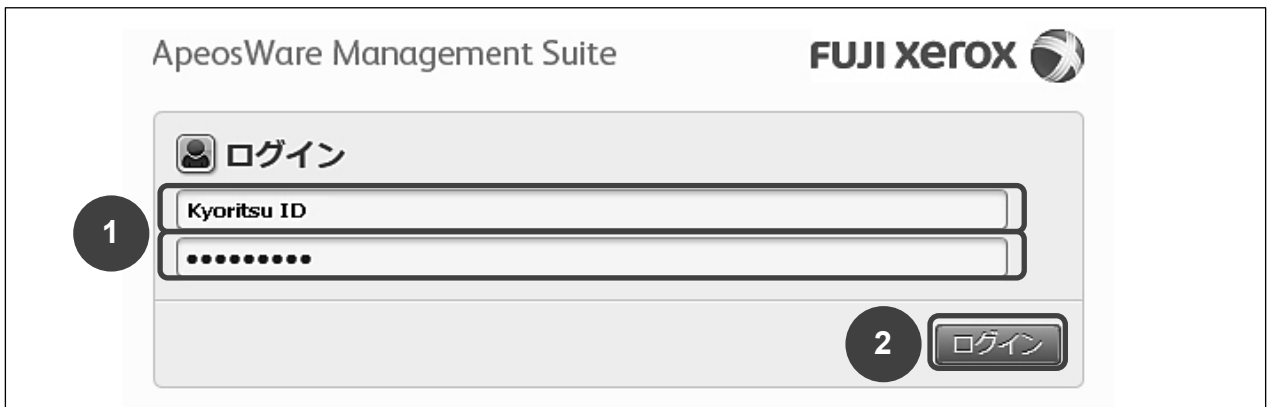 ApeosWare Management Suite
FUJI xerox
ログイン
1
Kyoritsu ID
•••••••••
2
ログイン